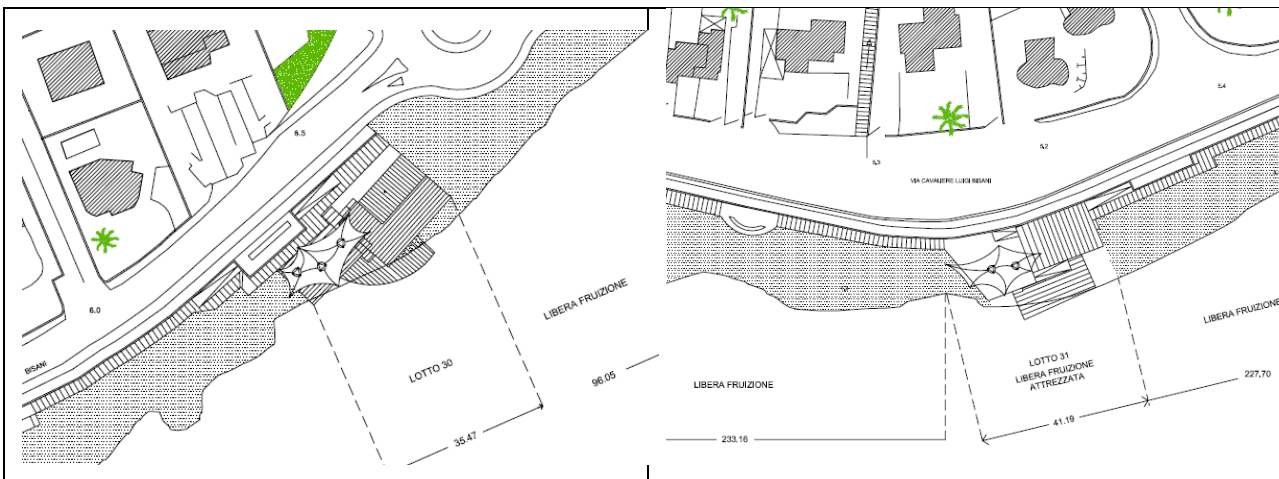 6.5
6.0
BISANI
LOTTO 30
LIBERA FRUIZIONE
96.05
35.47
5.4
5.3
5.2
VIA CAVALIERE LUIGI BISANI
LIBERA FRUIZIONE
LOTTO 31
LIBERA FRUIZIONE
ATTREZZATA
LIBERA FRUIZIONE
227.70
41.19
233.16